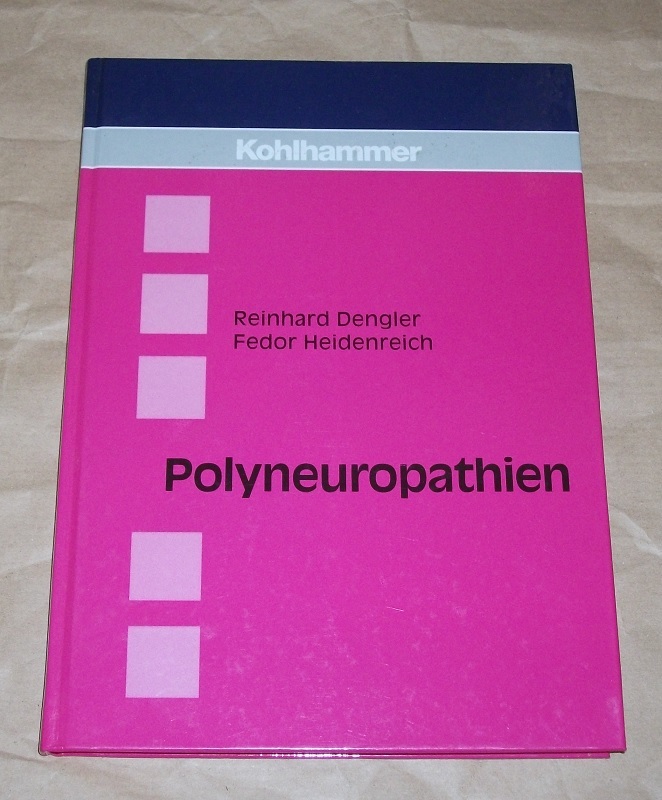 Kohlhammer
Reinhard Dengler
Fedor Heidenreich
Polyneuropathien